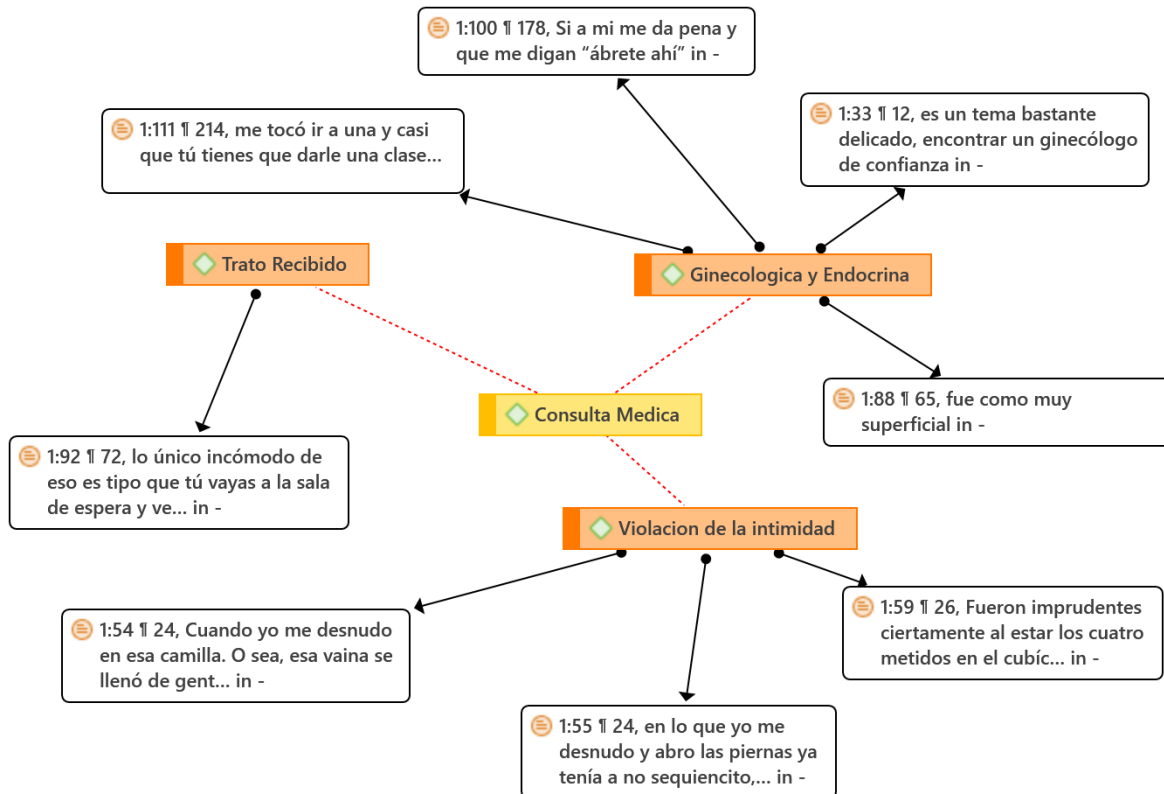 1:100 ¶ 178, Si a mi me da pena y
que me digan “ábrete ahí” in -
1:111 ¶ 214, me tocó ir a una y casi
que tú tienes que darle una clase...
1:33 ¶ 12, es un tema bastante
delicado, encontrar un ginecólogo
de confianza in -
Trato Recibido
Ginecologica y Endocrina
1:88 ¶ 65, fue como muy
superficial in -
Consulta Medica
1:92 ¶ 72, lo único incómodo de
eso es tipo que tú vayas a la sala
de espera y ve... in -
Violacion de la intimidad
1:54 ¶ 24, Cuando yo me desnudo
en esa camilla. O sea, esa vaina se
llenó de gent... in -
1:59 ¶ 26, Fueron imprudentes
ciertamente al estar los cuatro
metidos en el cubíc... in -
1:55 ¶ 24, en lo que yo me
desnudo y abro las piernas ya
tenía a no sequiencito,... in -